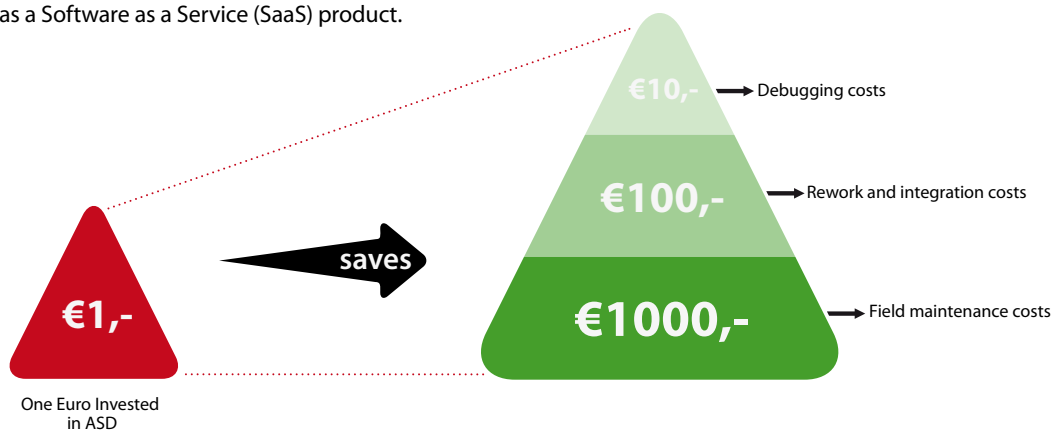 as a Software as a Service (SaaS) product.
€10,-
Debugging costs
€100,-
Rework and integration costs
saves
€1,-
€1000,-
Field maintenance costs
One Euro Invested
in ASD